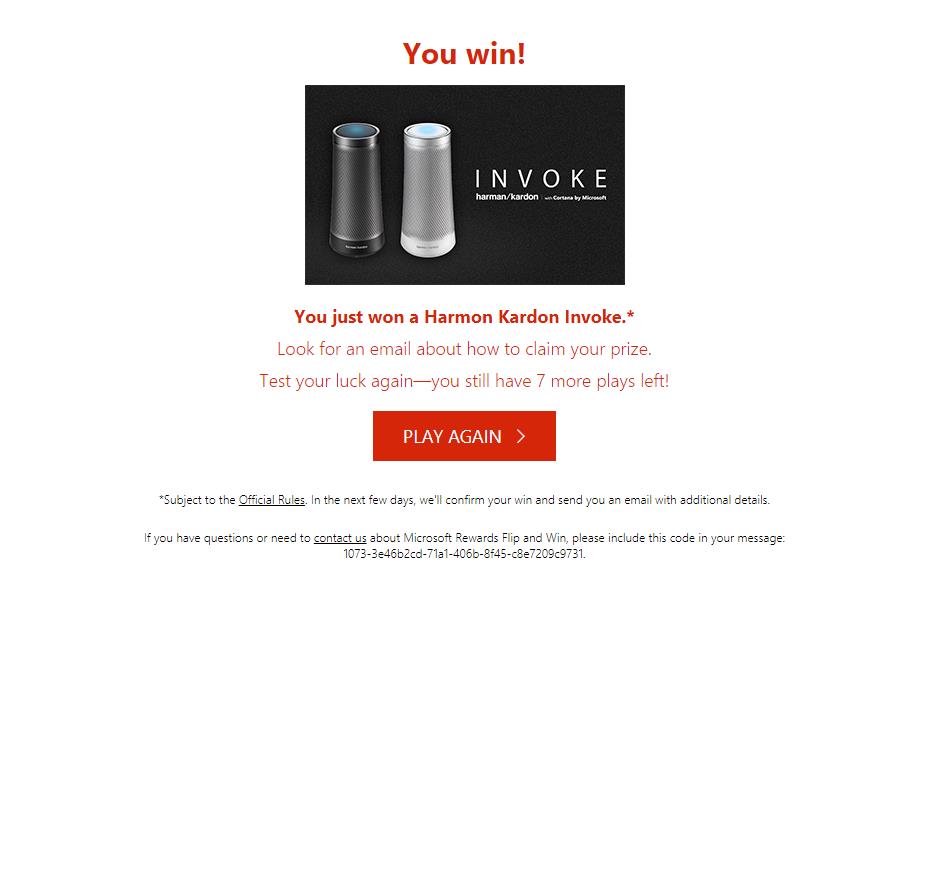 You win!
INVOKE
harman/kardon | with Cortana by Microsoft
You just won a Harmon Kardon Invoke.*
Look for an email about how to claim your prize.
Test your luck again—you still have 7 more plays left!
PLAY AGAIN
*Subject to the Official Rules. In the next few days, we'll confirm your win and send you an email with additional details.
If you have questions or need to contact us about Microsoft Rewards Flip and Win, please include this code in your message:
1073-3e46b2cd-71a1-406b-8f45-c8e7209c9731.